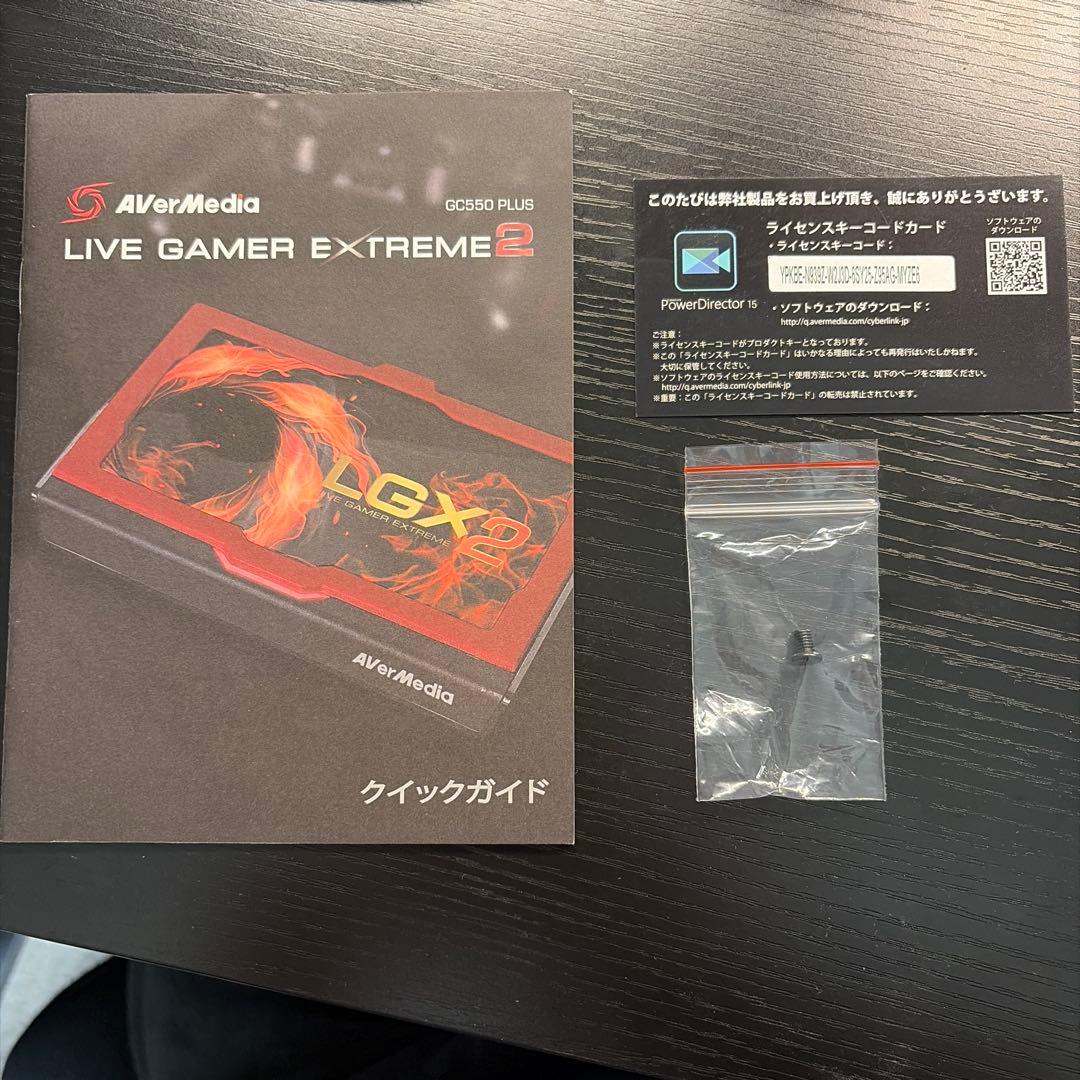 AVerMedia
GC550 PLUS
LIVE GAMER EXTREME2
LGX2
LIVE GAMER EXTREME
AVerMedia
クイックガイド
このたびは弊社製品をお買上げ頂き、誠にありがとうございます。
ライセンスキーコードカード
・ライセンスキーコード：
YPKBE-N839Z-W2J3D-6SY25-Z95AG-MYZE6
PowerDirector 15
・ソフトウェアのダウンロード：
http://q.avermedia.com/cyberlink-jp
ソフトウェアの
ダウンロード
ご注意：
※ライセンスキーコードがプロダクトキーとなっております。
※この「ライセンスキーコードカード」はいかなる理由によっても再発行はいたしかねます。
大切に保管してください。
※ソフトウェアのライセンスキーコード使用方法については、以下のページをご確認ください。
http://q.avermedia.com/cyberlink-jp
※重要：この「ライセンスキーコードカード」の転売は禁止されています。